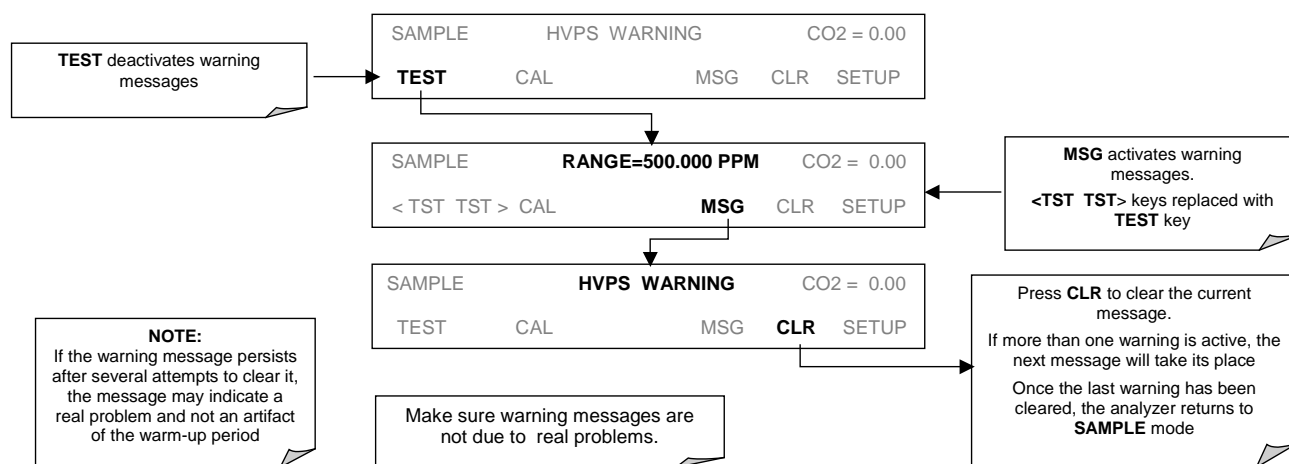 TEST deactivates warning
messages
SAMPLE HVPS WARNING CO2 = 0.00
TEST CAL MSG CLR SETUP
SAMPLE RANGE=500.000 PPM CO2 = 0.00
< TST TST > CAL MSG CLR SETUP
MSG activates warning
messages.
<TST TST> keys replaced with
TEST key
SAMPLE HVPS WARNING CO2 = 0.00
TEST CAL MSG CLR SETUP
Press CLR to clear the current
message.
If more than one warning is active, the
next message will take its place
Once the last warning has been
cleared, the analyzer returns to
SAMPLE mode
NOTE:
If the warning message persists
after several attempts to clear it,
the message may indicate a
real problem and not an artifact
of the warm-up period
Make sure warning messages are
not due to real problems.